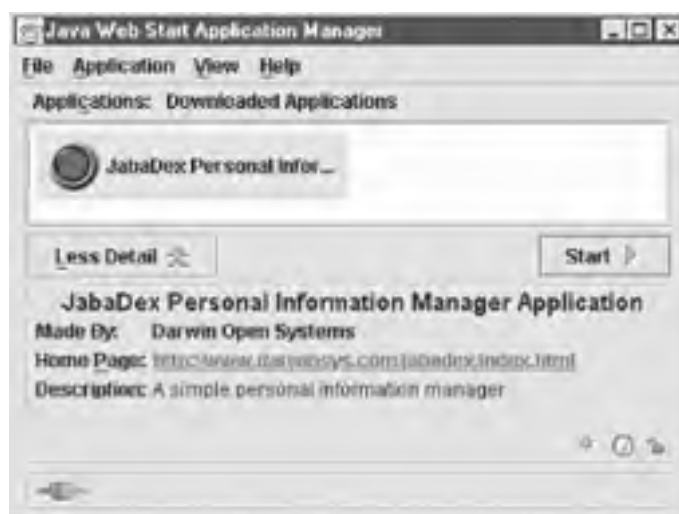 Java Web Start Application Manager
File Application View Help
Applications: Downloaded Applications
JabaDex Personal Infor...
Less Detail
Start
JabaDex Personal Information Manager Application
Made By: Darwin Open Systems
Home Page: http://www.darwinsys.com/jabadex/index.html
Description: A simple personal information manager